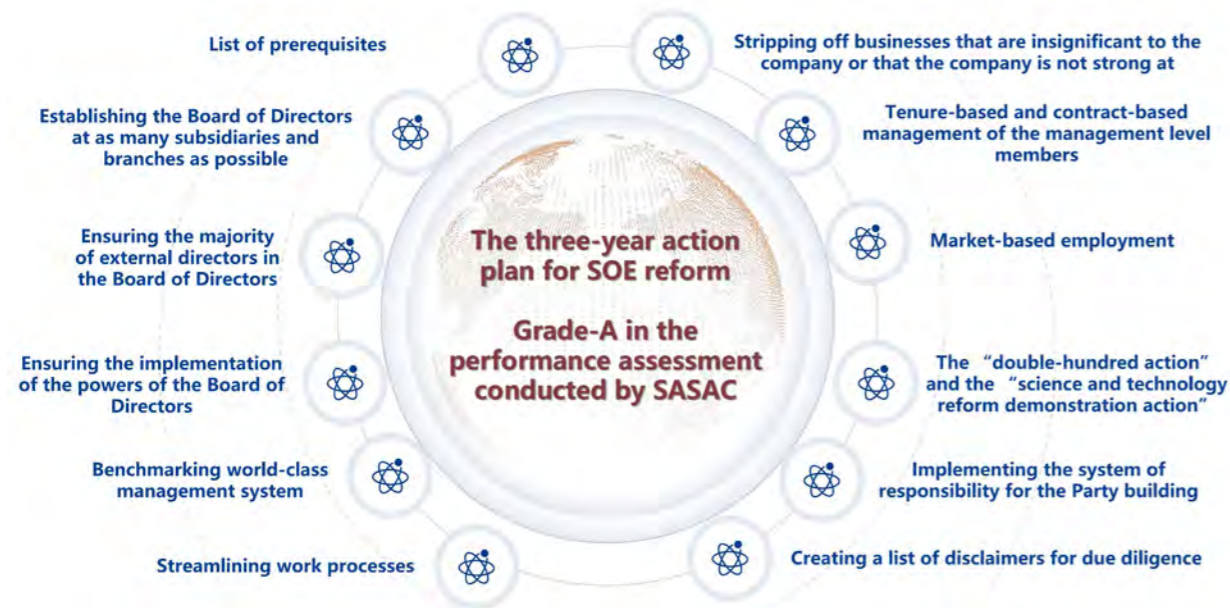 List of prerequisites
Establishing the Board of Directors
at as many subsidiaries and
branches as possible
Ensuring the majority
of external directors in
the Board of Directors
Ensuring the implementation
of the powers of the Board of
Directors
Benchmarking world-class
management system
Streamlining work processes
The three-year action
plan for SOE reform
Grade-A in the
performance assessment
conducted by SASAC
Stripping off businesses that are insignificant to the
company or that the company is not strong at
Tenure-based and contract-based
management of the management level
members
Market-based employment
The “double-hundred action”
and the “science and technology
reform demonstration action”
Implementing the system of
responsibility for the Party building
Creating a list of disclaimers for due diligence